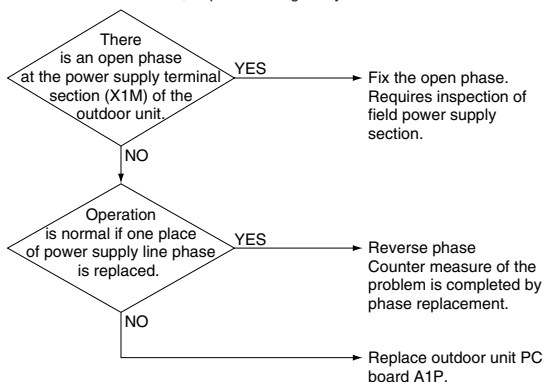 There
is an open phase
at the power supply terminal
section (X1M) of the
outdoor unit.
YES
Fix the open phase.
Requires inspection of
field power supply
section.
NO
Operation
is normal if one place
of power supply line phase
is replaced.
YES
Reverse phase
Counter measure of the
problem is completed by
phase replacement.
NO
Replace outdoor unit PC
board A1P.